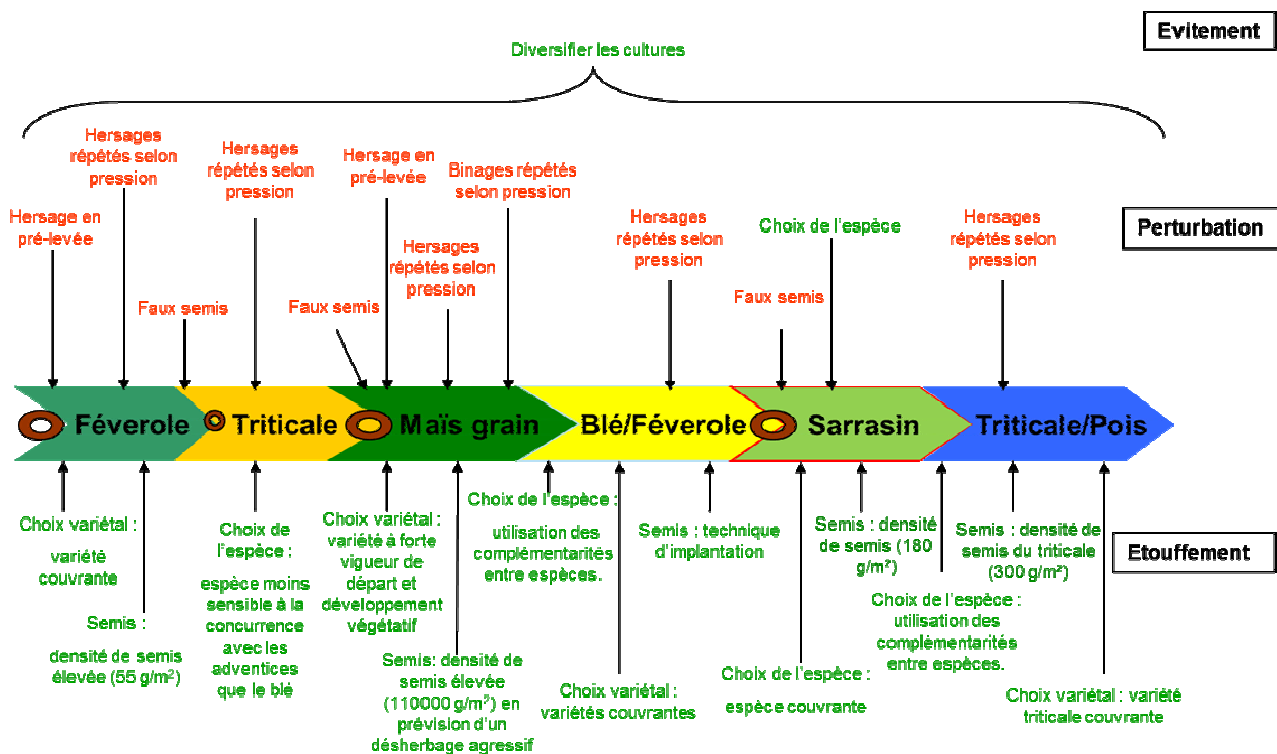 Evitement
Diversifier les cultures
Hersages
répétés selon
pression
Hersages
répétés selon
pression
Hersage en
pré-levée
Binages répétés
selon pression
Hersage en
pré-levée
Hersages
répétés selon
pression
Choix de l'espèce
Hersages
répétés selon
pression
Perturbation
Hersages
répétés selon
pression
Faux semis
Faux semis
Faux semis
Féverole
Triticale
Maïs grain
Blé/Féverole
Sarrasin
Triticale/Pois
Choix variétal :
variété
couvrante
Semis :
densité de semis
élevée (55 g/m²)
Choix de
l'espèce :
espèce moins
sensible à la
concurrence
avec les
adventices
que le blé
Choix variétal :
variété à forte
vigueur de
départ et
développement
végétatif
Semis: densité de
semis élevée
(110000 g/m²) en
prévision d'un
désherbage agressif
Choix de l'espèce :
utilisation des
complémentarités
entre espèces.
Choix variétal :
variétés couvrantes
Semis : technique
d'implantation
Choix de l'espèce :
espèce couvrante
Semis : densité
de semis (180
g/m²)
Choix de l'espèce :
utilisation des
complémentarités
entre espèces.
Semis : densité de
semis du triticale
(300 g/m²)
Choix variétal : variété
triticale couvrante
Etouffement